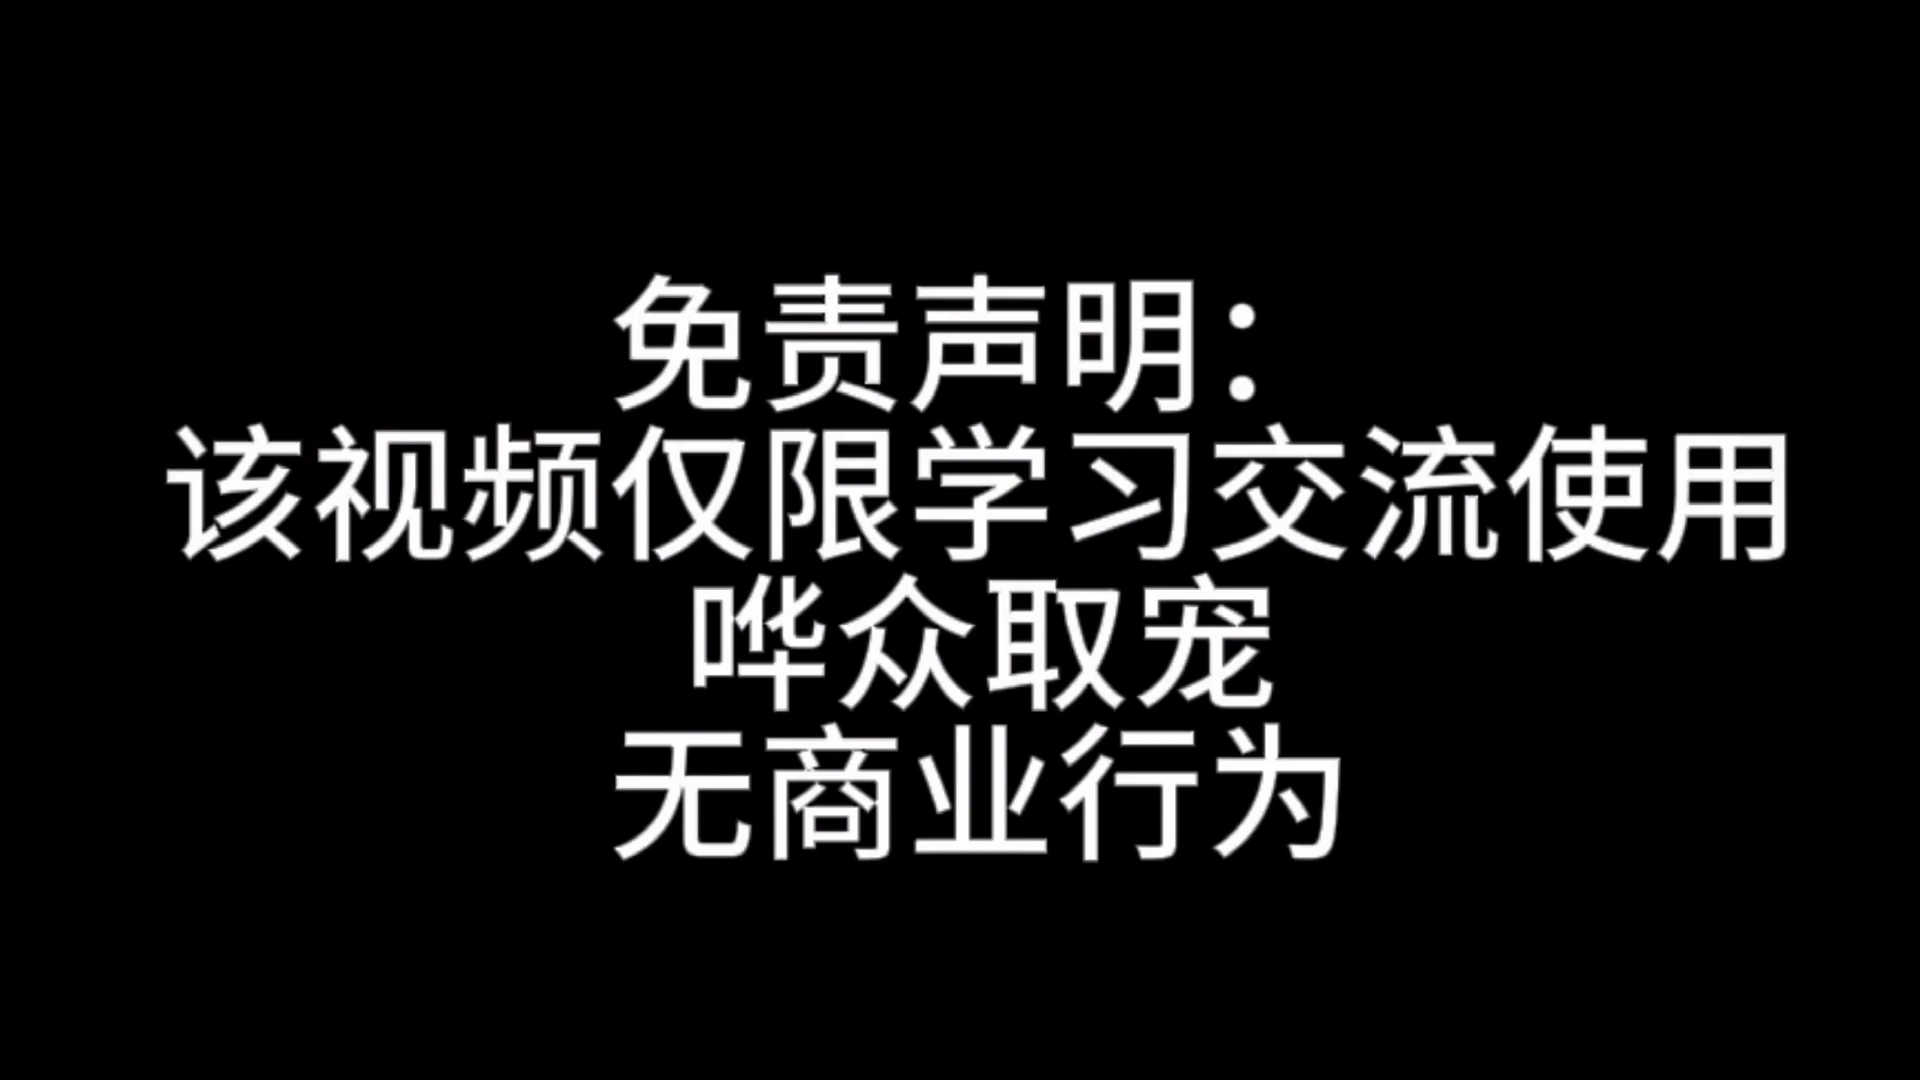 免责声明：
该视频仅限学习交流使用
哗众取宠
无商业行为